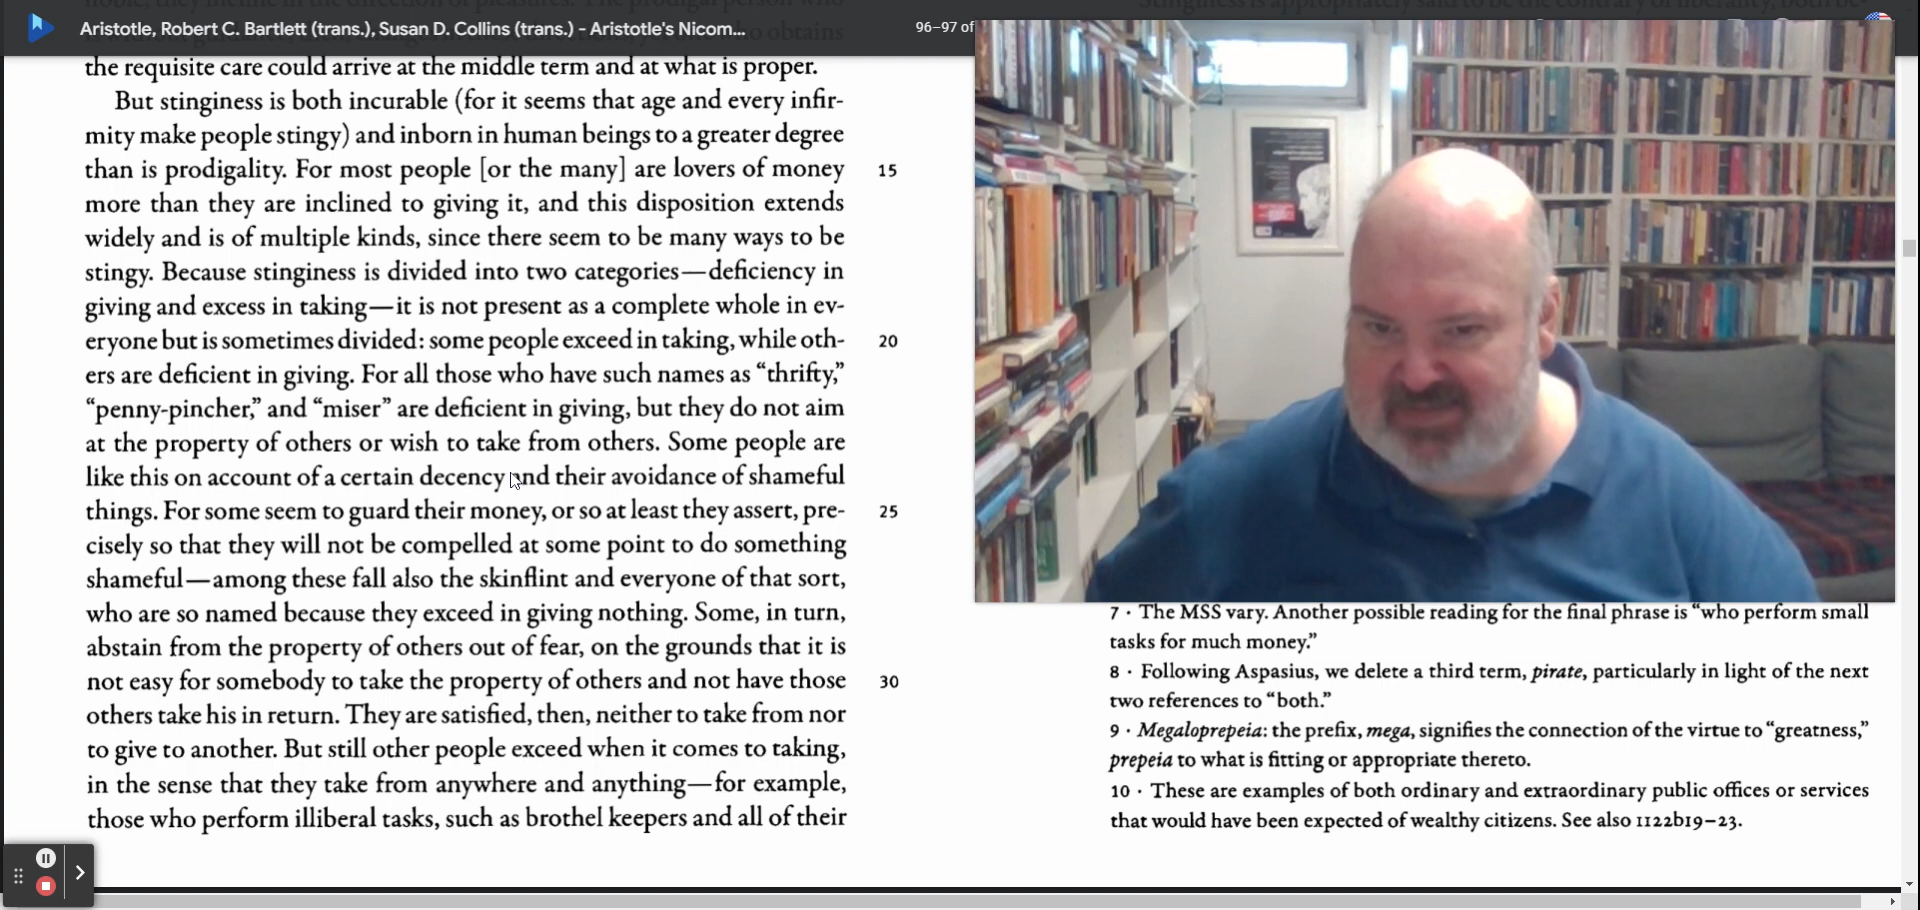 Aristotle, Robert C. Bartlett (trans.), Susan D. Collins (trans.) - Aristotle's Nicom...
96–97 of
the requisite care could arrive at the middle term and at what is proper.
But stinginess is both incurable (for it seems that age and every infir-
mity make people stingy) and inborn in human beings to a greater degree
than is prodigality. For most people [or the many] are lovers of money
15
more than they are inclined to giving it, and this disposition extends
widely and is of multiple kinds, since there seem to be many ways to be
stingy. Because stinginess is divided into two categories—deficiency in
giving and excess in taking—it is not present as a complete whole in ev-
eryone but is sometimes divided: some people exceed in taking, while oth-
20
ers are deficient in giving. For all those who have such names as “thrifty,”
“penny-pincher,” and “miser” are deficient in giving, but they do not aim
at the property of others or wish to take from others. Some people are
like this on account of a certain decency and their avoidance of shameful
things. For some seem to guard their money, or so at least they assert, pre-
25
cisely so that they will not be compelled at some point to do something
shameful—among these fall also the skinflint and everyone of that sort,
who are so named because they exceed in giving nothing. Some, in turn,
abstain from the property of others out of fear, on the grounds that it is
not easy for somebody to take the property of others and not have those
30
others take his in return. They are satisfied, then, neither to take from nor
to give to another. But still other people exceed when it comes to taking,
in the sense that they take from anywhere and anything—for example,
those who perform illiberal tasks, such as brothel keepers and all of their
7 · The MSS vary. Another possible reading for the final phrase is “who perform small
tasks for much money.”
8 · Following Aspasius, we delete a third term, pirate, particularly in light of the next
two references to “both.”
9 · Megaloprepeia: the prefix, mega, signifies the connection of the virtue to “greatness,”
prepeia to what is fitting or appropriate thereto.
10 · These are examples of both ordinary and extraordinary public offices or services
that would have been expected of wealthy citizens. See also 1122b19–23.